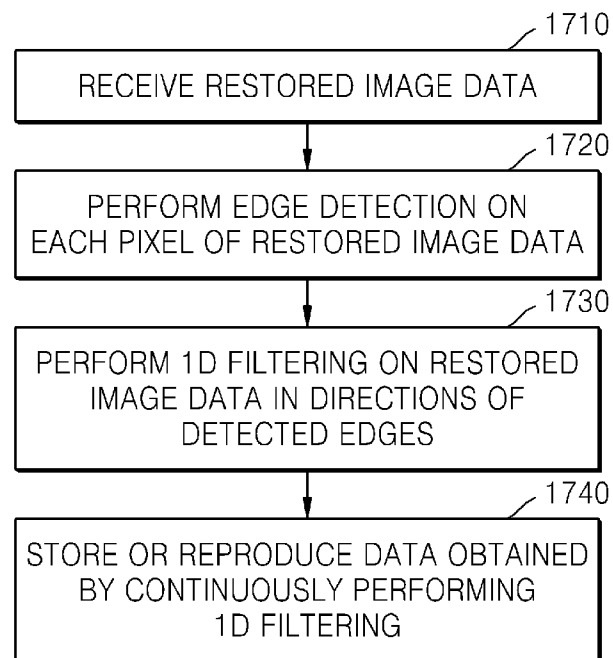 1710
RECEIVE RESTORED IMAGE DATA
1720
PERFORM EDGE DETECTION ON
EACH PIXEL OF RESTORED IMAGE DATA
1730
PERFORM 1D FILTERING ON RESTORED
IMAGE DATA IN DIRECTIONS OF
DETECTED EDGES
1740
STORE OR REPRODUCE DATA OBTAINED
BY CONTINUOUSLY PERFORMING
1D FILTERING